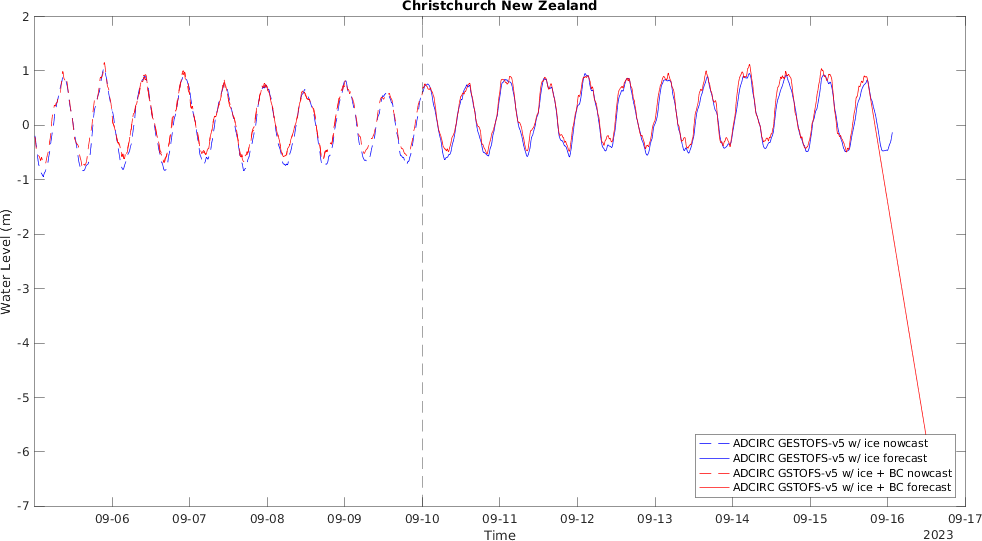 Christchurch New Zealand
2
1
0
-1
-2
-3
-4
-5
-6
-7
Water Level (m)
ADCIRC GESTOFS-v5 w/ ice nowcast
ADCIRC GESTOFS-v5 w/ ice forecast
ADCIRC GSTOFS-v5 w/ ice + BC nowcast
ADCIRC GSTOFS-v5 w/ ice + BC forecast
09-06 09-07 09-08 09-09 09-10 09-11 09-12 09-13 09-14 09-15 09-16 09-17
Time
2023